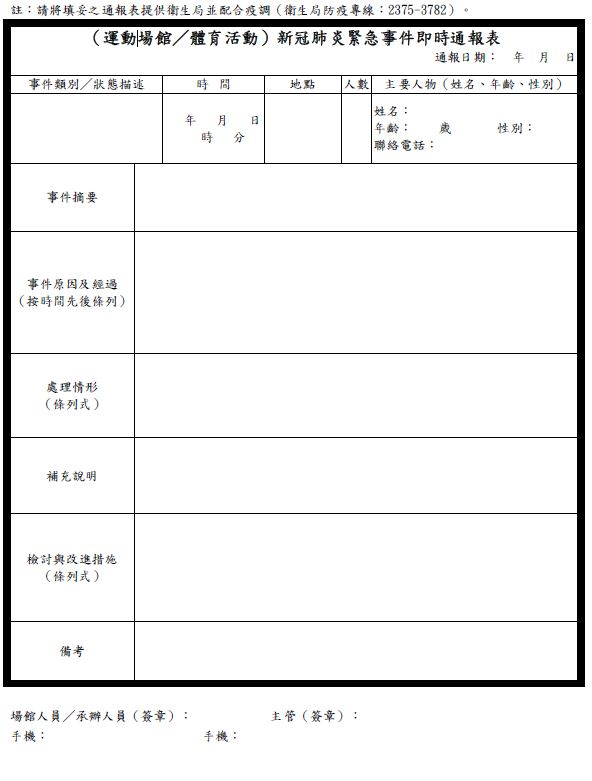 註：請將填妥之通報表提供衛生局並配合疫調（衛生局防疫專線：2375-3782）。
（運動場館／體育活動）新冠肺炎緊急事件即時通報表
通報日期： 年 月 日
事件類別／狀態描述 時 間 地點 人數 主要人物（姓名、年齡、性別）
年 月 日
時 分
姓名：
年齡： 歲 性別：
聯絡電話：
事件摘要
事件原因及經過
（按時間先後條列）
處理情形
（條列式）
補充說明
檢討與改進措施
（條列式）
備考
場館人員／承辦人員（簽章）： 主管（簽章）：
手機： 手機：